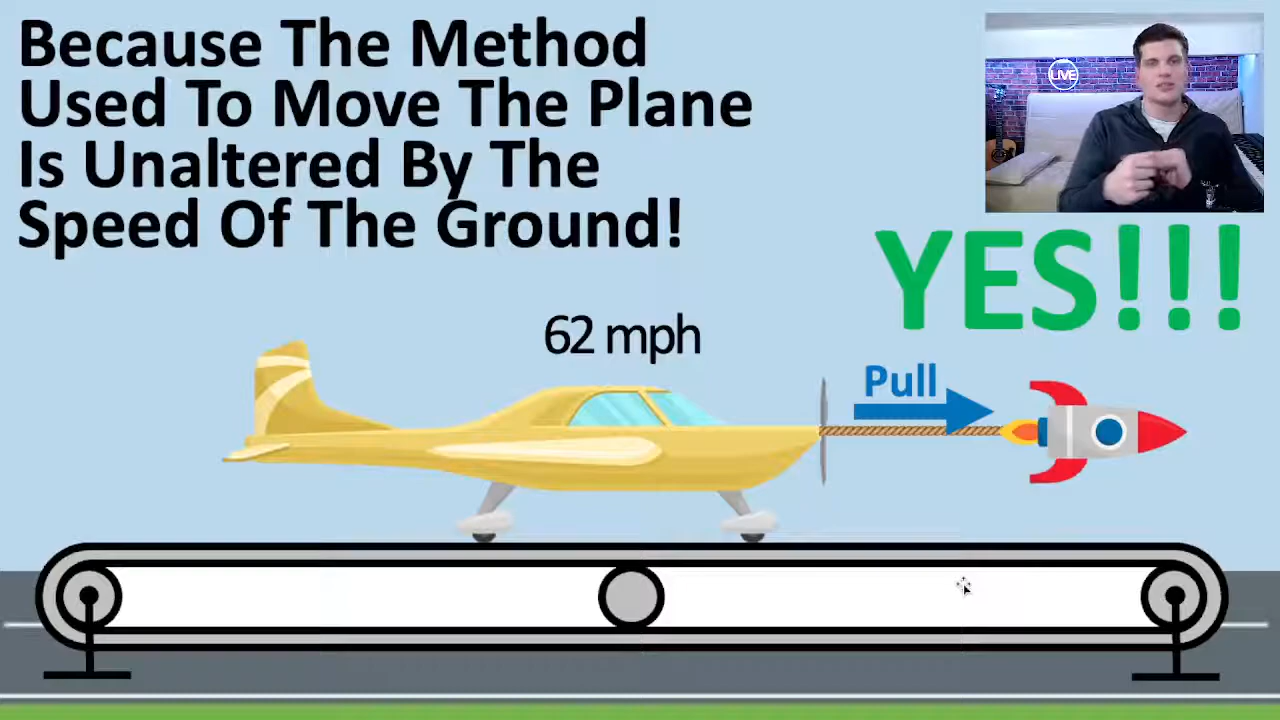 Because The Method
Used To Move The Plane
Is Unaltered By The
Speed Of The Ground!
LIVE
YES!!!
62 mph
Pull